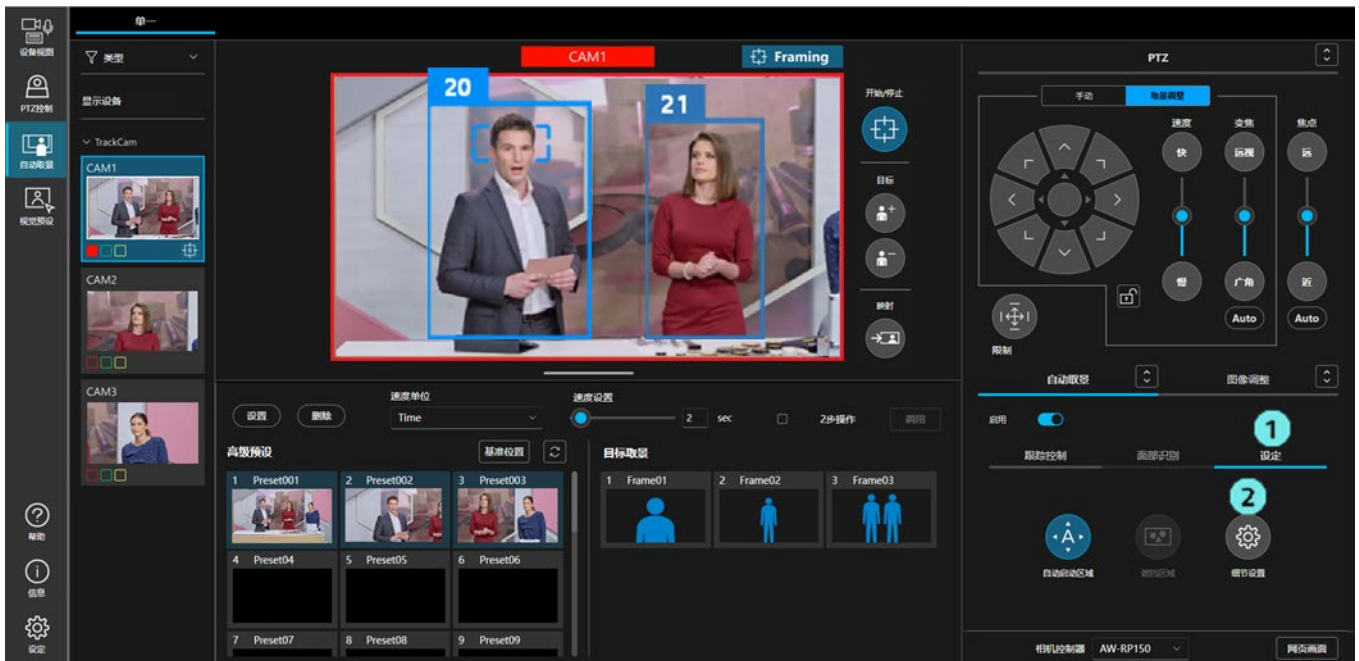 设备视图
PTZ控制
自动取景
视觉预设
帮助
信息
设定
单一
类型
显示设备
TrackCam
CAM1
CAM2
CAM3
CAM1
Framing
20
21
开始/停止
目标
映射
设置
删除
速度单位
Time
速度设置
2 sec
2步操作
调用
高级预设
基准位置
1 Preset001
2 Preset002
3 Preset003
4 Preset04
5 Preset05
6 Preset06
7 Preset07
8 Preset08
9 Preset09
目标取景
1 Frame01
2 Frame02
3 Frame03
PTZ
手动
取景调整
速度
变焦
焦点
快
远视
远
慢
广角
近
Auto
Auto
限制
自动取景
图像调整
启用
1
跟踪控制
面部识别
设定
2
自动启动区域
遮挡区域
细节设置
相机控制器
AW-RP150
网页画面